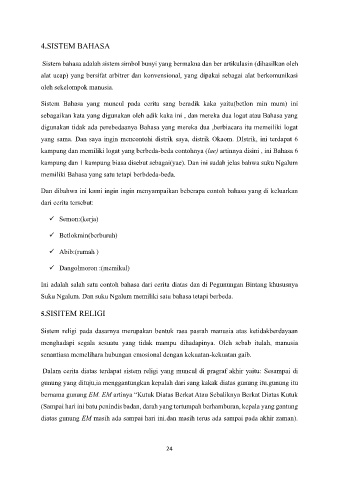 4.SISTEM BAHASA
Sistem bahasa adalah sistem simbol bunyi yang bermakna dan ber artikulasin (dihasilkan oleh
alat ucap) yang bersifat arbitrer dan konvensional, yang dipakai sebagai alat berkomunikasi
oleh sekelompok manusia.
Sistem Bahasa yang muncul pada cerita sang beradik kaka yaitu(betlon min murn) ini
sebagaikan kata yang digunakan oleh adik kaka ini , dan mereka dua logat atau Bahasa yang
digunakan tidak ada perebedaanya Bahasa yang mereka dua ,berbiacara itu memeiliki logat
yang sama. Dan saya ingin mencontohi distrik saya, distrik Okaom. DIstrik, ini terdapat 6
kampung dan memiliki logat yang berbeda-beda contohnya (lue) artinnya disini , ini Bahasa 6
kampung dan 1 kampung biasa disebut sebagai(yae). Dan ini sudah jelas bahwa suku Ngalum
memiliki Bahasa yang satu tetapi berbdeda-beda.
Dan dibahwa ini kami ingin ingin menyampaikan beberapa contoh bahasa yang di keluarkan
dari cerita tersebut:
✓ Semon:(kerja)
✓ Betlokmin(berburuh)
✓ Abib:(rumah )
✓ Dangolmoron :(memikul)
Ini adalah salah satu contoh bahasa dari cerita diatas dan di Pegunungan Bintang khususnya
Suku Ngalum. Dan suku Ngalum memiliki satu bahasa tetapi berbeda.
5.SISITEM RELIGI
Sistem religi pada dasarnya merupakan bentuk rasa pasrah manusia atas ketidakberdayaan
menghadapi segala sesuatu yang tidak mampu dihadapinya. Oleh sebab itulah, manusia
senantiasa memelihara hubungan emosional dengan kekuatan-kekuatan gaib.
Dalam cerita diatas terdapat sistem religi yang muncul di pragraf akhir yaitu: Sesampai di
gunung yang dituju,ia menggantungkan kepalah dari sang kakak diatas gunung itu,gunung itu
bernama gunung EM. EM artinya "Kutuk Diatas Berkat Atau Sebaliknyo Berkat Diatas Kutuk
(Sampai hari ini batu penindis badan, darah yang tertumpah berhamburan, kepala yang gantung
diatas gunung EM masih ada sampai hari ini.dan masih terus ada sampai pada akhir zaman).
24